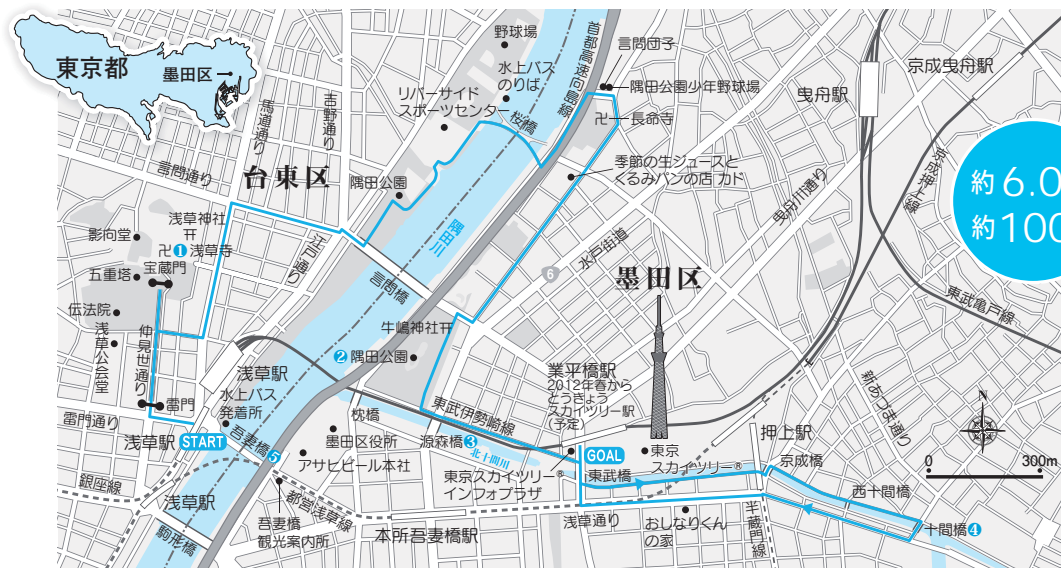 東京都
墨田区
馬道通り
吉野通り
言問通り
台東区
野球場
水上バス
のりば
リバーサイド
スポーツセンター
桜橋
首都高速向島線
言問団子
隅田公園少年野球場
卍長命寺
季節の生ジュースと
くるみパンの店 カド
曳舟駅
京成曳舟駅
京成押上線
曳舟川通り
約6.0
約100
水戸街道
6
墨田区
東武亀戸線
隅田公園
浅草神社
影向堂
卍❶浅草寺
五重塔
宝蔵門
伝法院
浅草公会堂
仲見世通り
江戸通り
隅田川
言問橋
牛嶋神社
❷隅田公園
浅草駅
水上バス
発着所
雷門
雷門通り
浅草駅 START
吾妻橋❺
枕橋
墨田区役所
アサヒビール本社
東武伊勢崎線
源森橋❸
北十間川
業平橋駅
2012年春から
とうきょう
スカイツリー駅
(予定)
GOAL
東京
スカイツリー®
東京スカイツリー®
インフォプラザ
東武橋
押上駅
京成橋
新あづま通り
西十間橋
十間橋❹
N
0 300m
銀座線
浅草駅
駒形橋
都営浅草線
吾妻橋
観光案内所
本所吾妻橋駅
浅草通り
おしなりくん
の家
半蔵門線